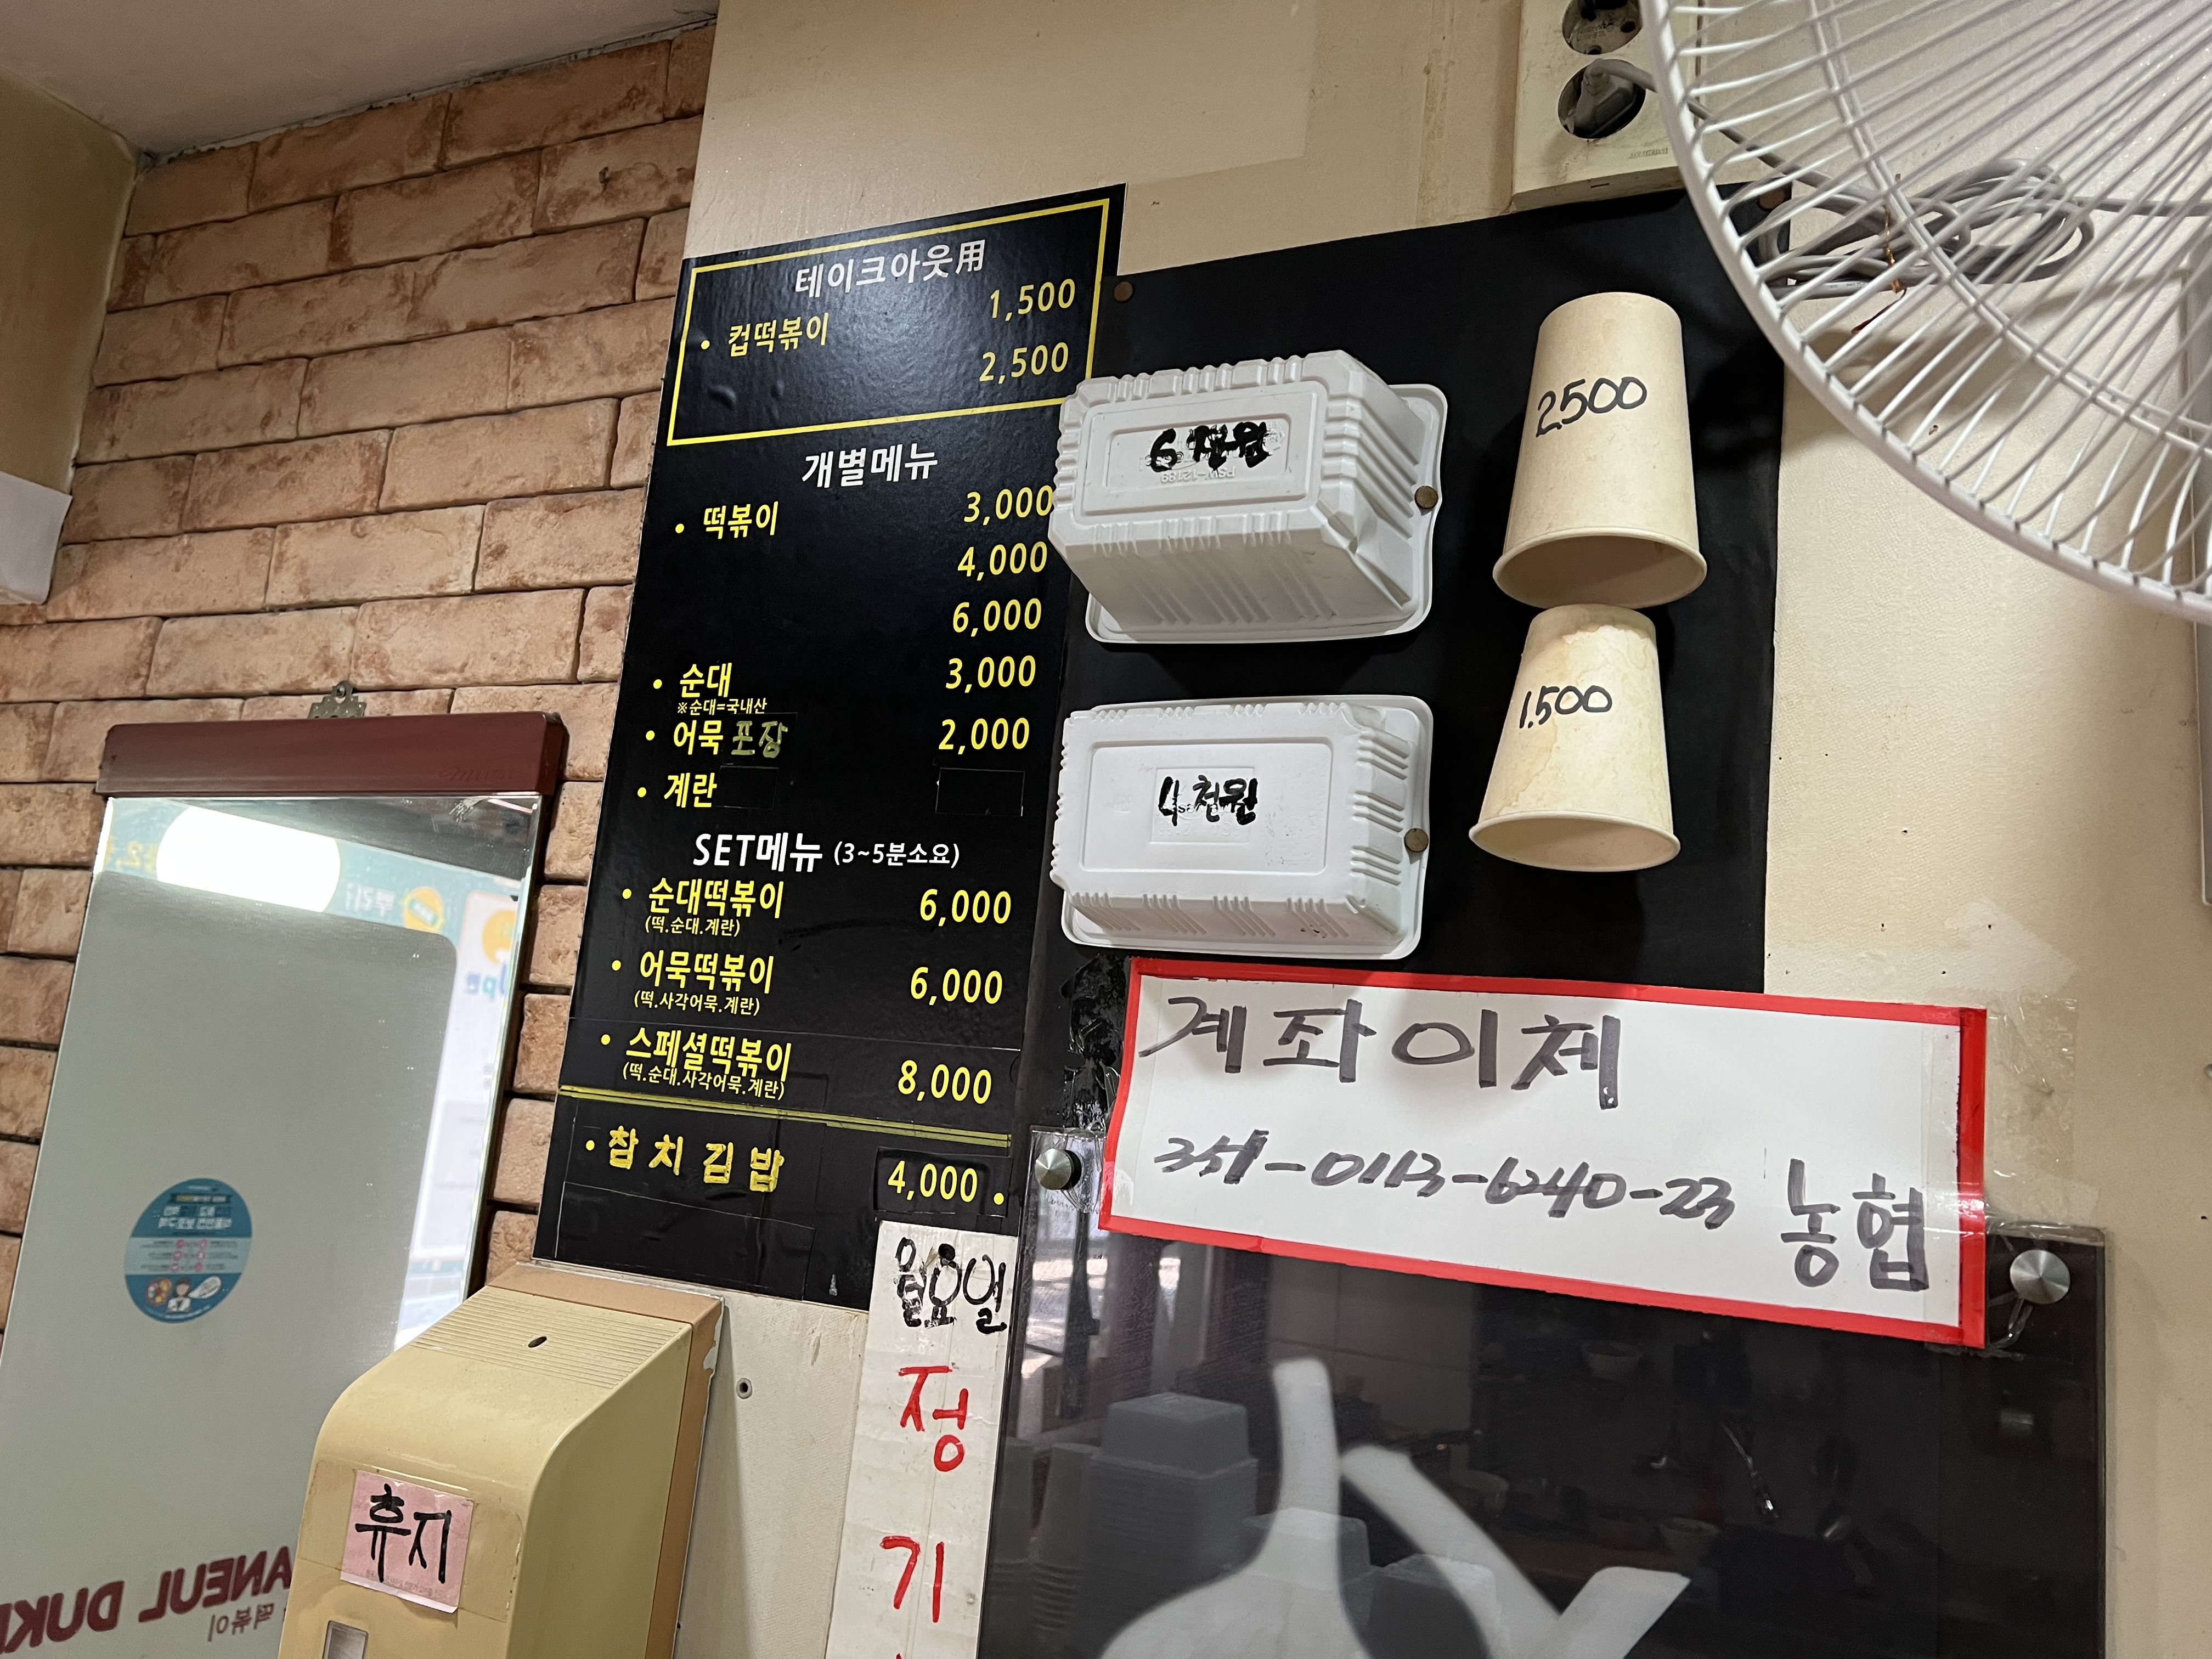 테이크아웃用
• 컵떡볶이 1,500
2,500
개별메뉴
• 떡볶이 3,000
4,000
6,000
• 순대 3,000
※순대=국내산
• 어묵 포장 2,000
• 계란
SET메뉴 (3~5분소요)
• 순대떡볶이 6,000
(떡.순대.계란)
• 어묵떡볶이 6,000
(떡.사각어묵.계란)
• 스페셜떡볶이 8,000
(떡.순대.사각어묵.계란)
• 참치김밥 4,000
6천원
4천원
2500
1.500
계좌이체
351-0113-6240-23 농협
월요일
정
기
휴지
ANEUL DUK
떡볶이